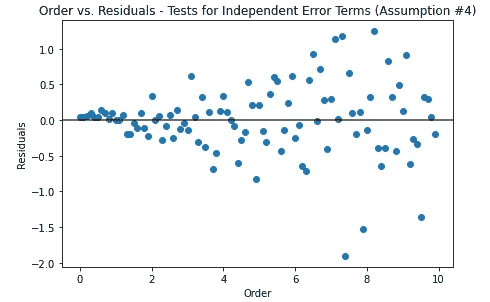 Order vs. Residuals - Tests for Independent Error Terms (Assumption #4)
1.0
0.5
0.0
-0.5
-1.0
-1.5
-2.0
Residuals
0 2 4 6 8 10
Order